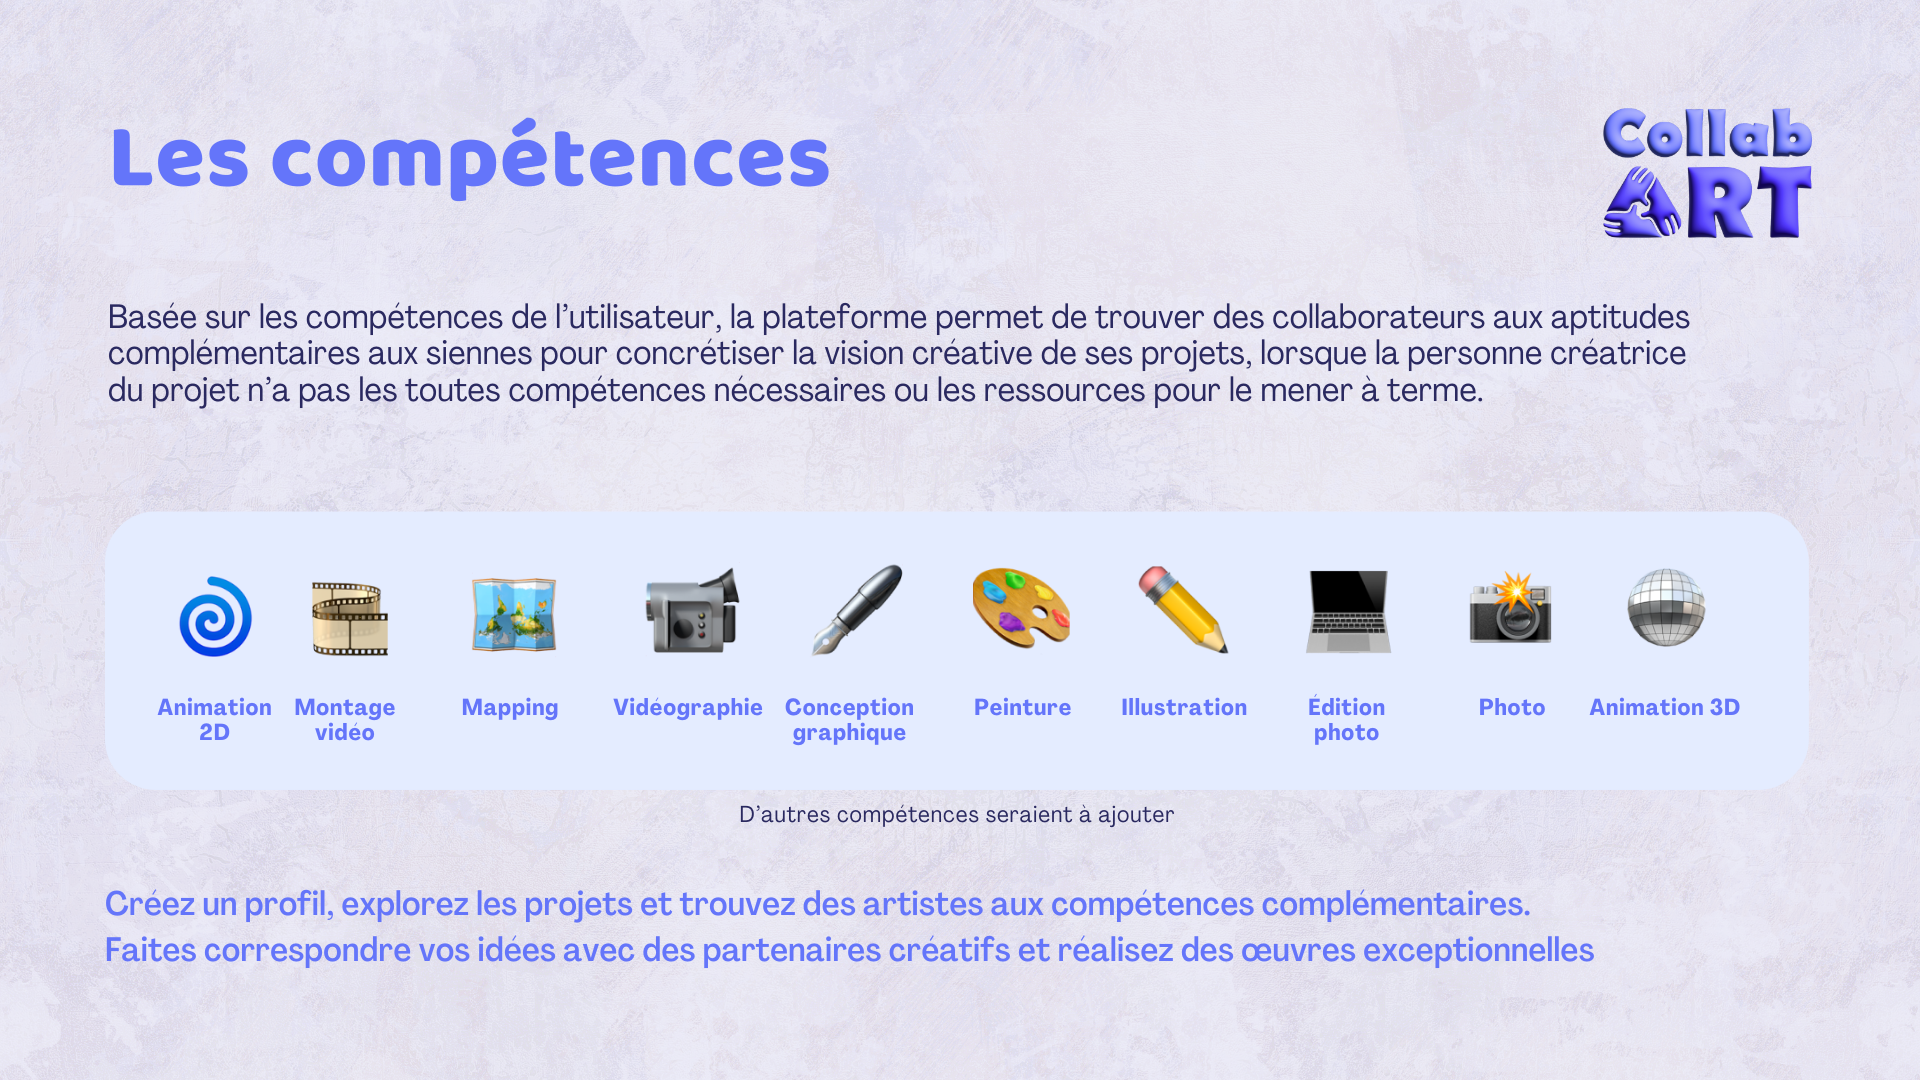 Les compétences
Collab
ART
Basée sur les compétences de l’utilisateur, la plateforme permet de trouver des collaborateurs aux aptitudes
complémentaires aux siennes pour concrétiser la vision créative de ses projets, lorsque la personne créatrice
du projet n’a pas les toutes compétences nécessaires ou les ressources pour le mener à terme.
Animation
2D
Montage
vidéo
Mapping
Vidéographie
Conception
graphique
Peinture
Illustration
Édition
photo
Photo
Animation 3D
D’autres compétences seraient à ajouter
Créez un profil, explorez les projets et trouvez des artistes aux compétences complémentaires.
Faites correspondre vos idées avec des partenaires créatifs et réalisez des œuvres exceptionnelles